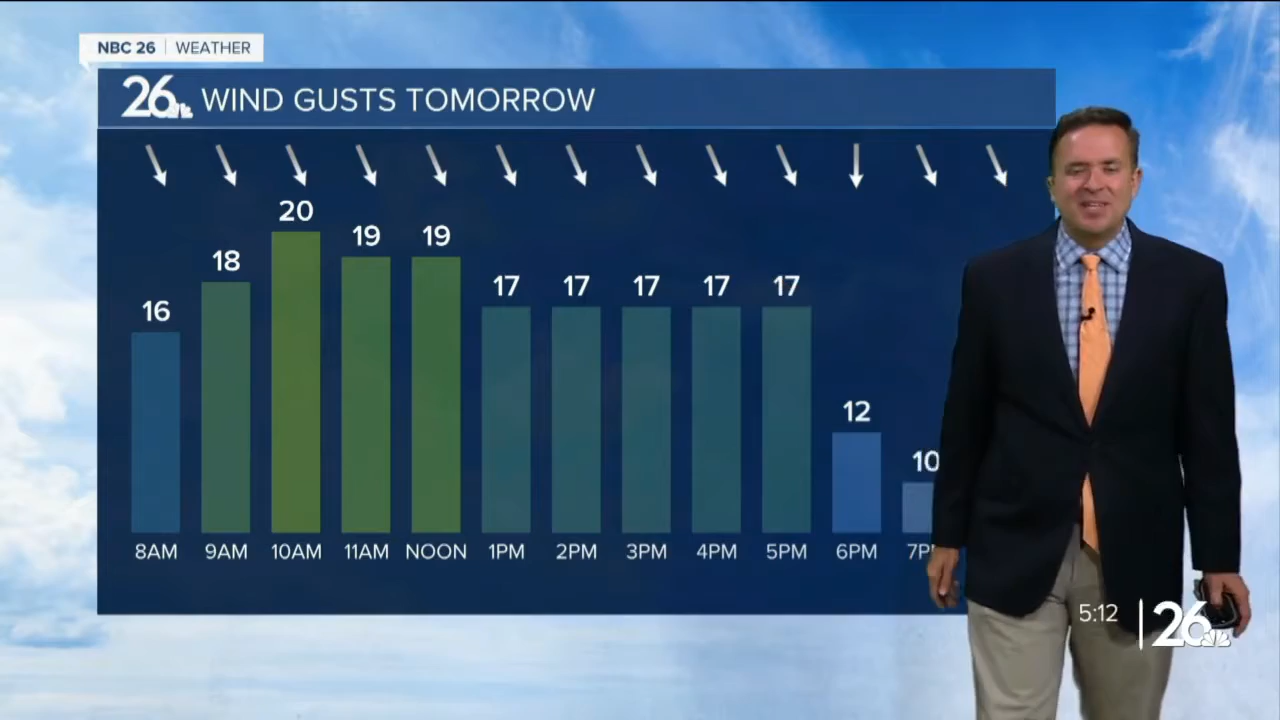 NBC 26 | WEATHER
26 WIND GUSTS TOMORROW
20
19 19
18
17 17 17 17 17
16
12
10
8AM 9AM 10AM 11AM NOON 1PM 2PM 3PM 4PM 5PM 6PM
5:12 | 26